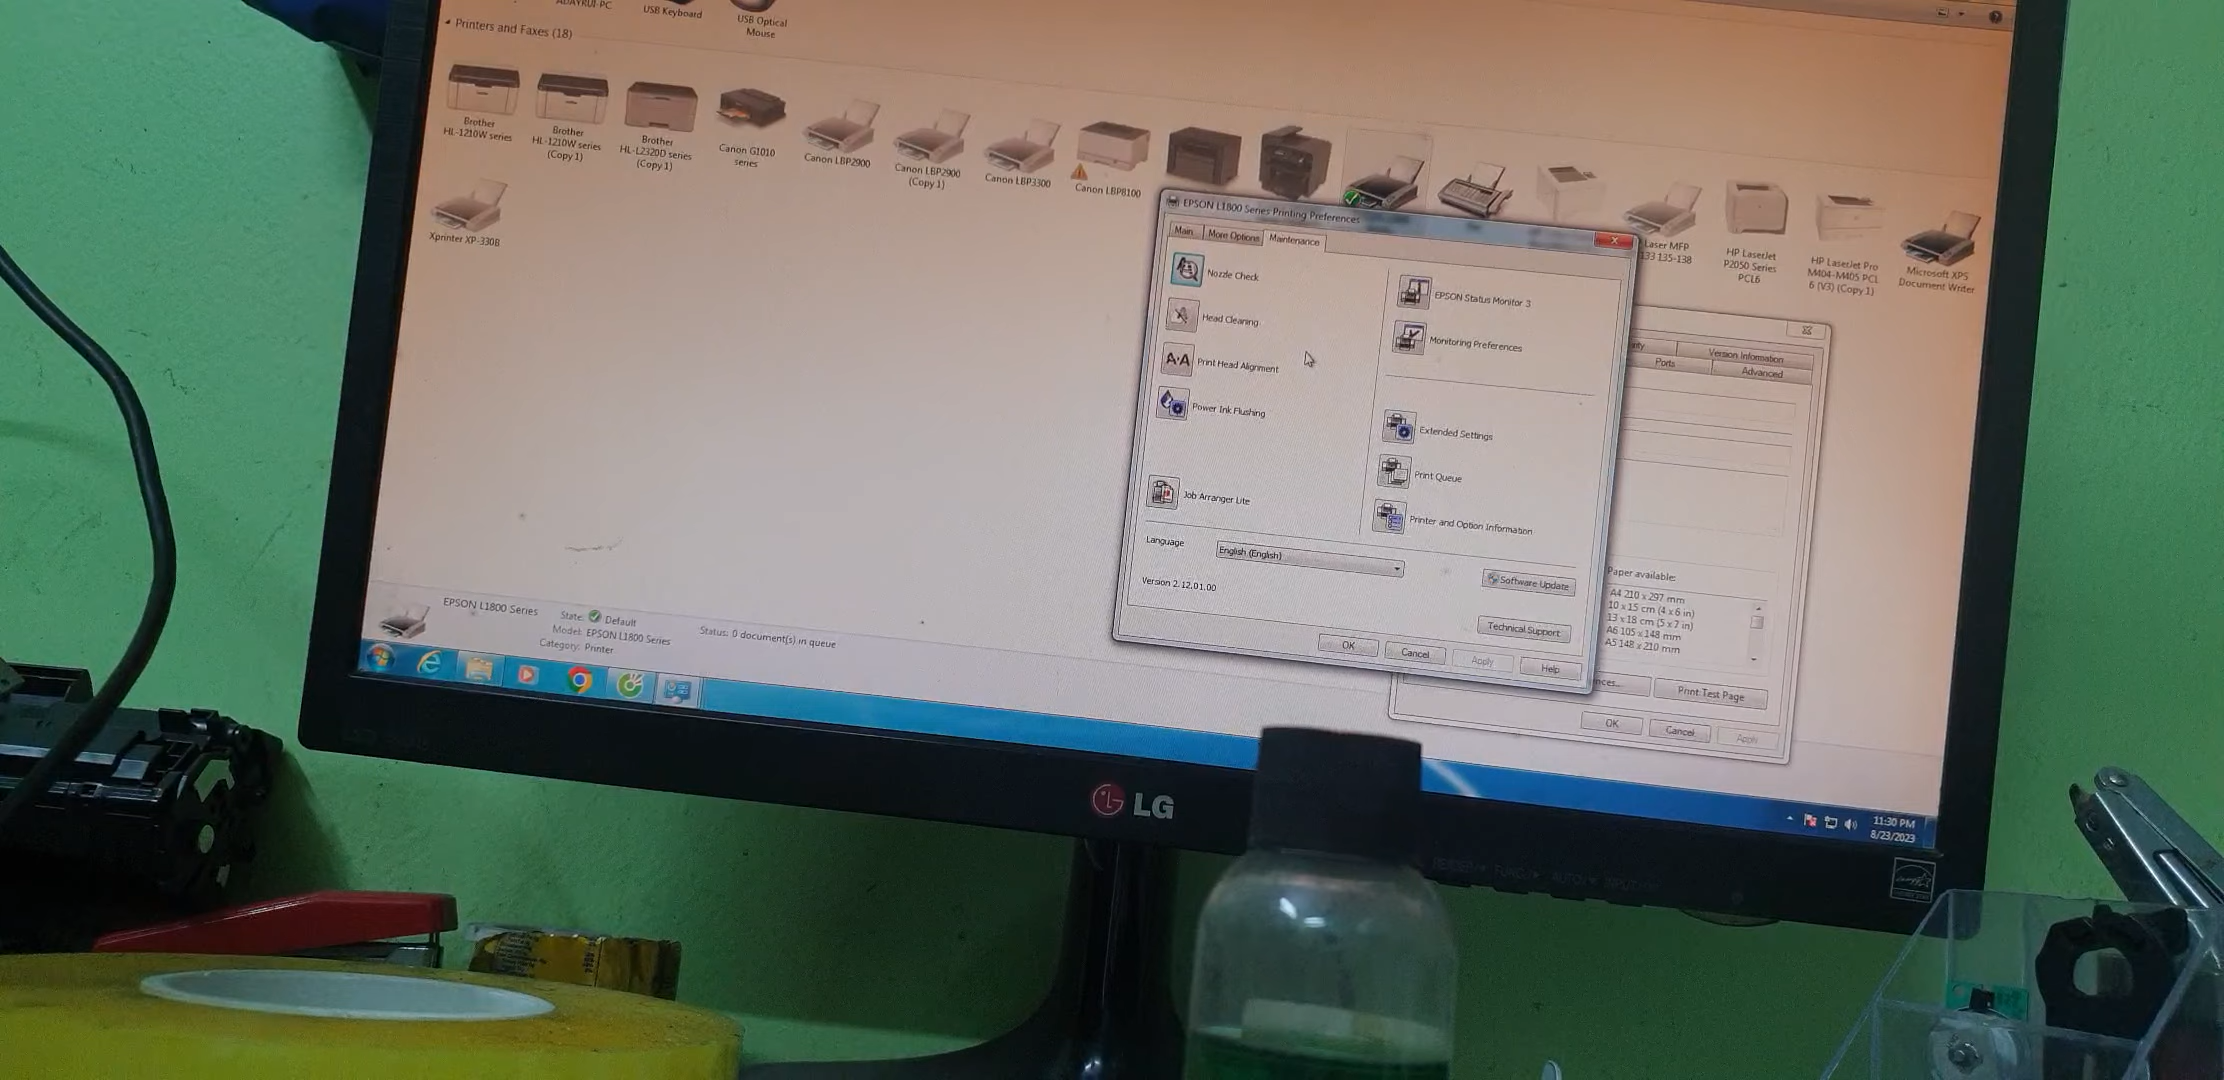 USB Keyboard
USB Optical
Mouse
Printers and Faxes (18)
Brother
HL-1210W series
Brother
HL-1210W series
(Copy 1)
Brother
HL-L2320D series
(Copy 1)
Canon G1010
series
Canon LBP2900
Canon LBP2900
(Copy 1)
Canon LBP3300
Canon LBP8100
Laser MFP
133 135-138
HP LaserJet
P2050 Series
PCL6
HP LaserJet Pro
M404-M405 PCL
6 (V3) (Copy 1)
Microsoft XPS
Document Writer
Xprinter XP-330B
EPSON L1800 Series Printing Preferences
Main
More Options
Maintenance
Nozzle Check
Head Cleaning
Print Head Alignment
Power Ink Flushing
Job Arranger Lite
EPSON Status Monitor 3
Monitoring Preferences
Extended Settings
Print Queue
Printer and Option Information
Language
English (English)
Version 2.12.01.00
Software Update
Technical Support
OK
Cancel
Apply
Help
Version Information
Ports
Advanced
Paper available:
A4 210 x 297 mm
10 x 15 cm (4 x 6 in)
13 x 18 cm (5 x 7 in)
A6 105 x 148 mm
A5 148 x 210 mm
Print Test Page
OK
Cancel
Apply
EPSON L1800 Series
State: Default
Model: EPSON L1800 Series
Category: Printer
Status: 0 document(s) in queue
11:30 PM
8/23/2023
LG